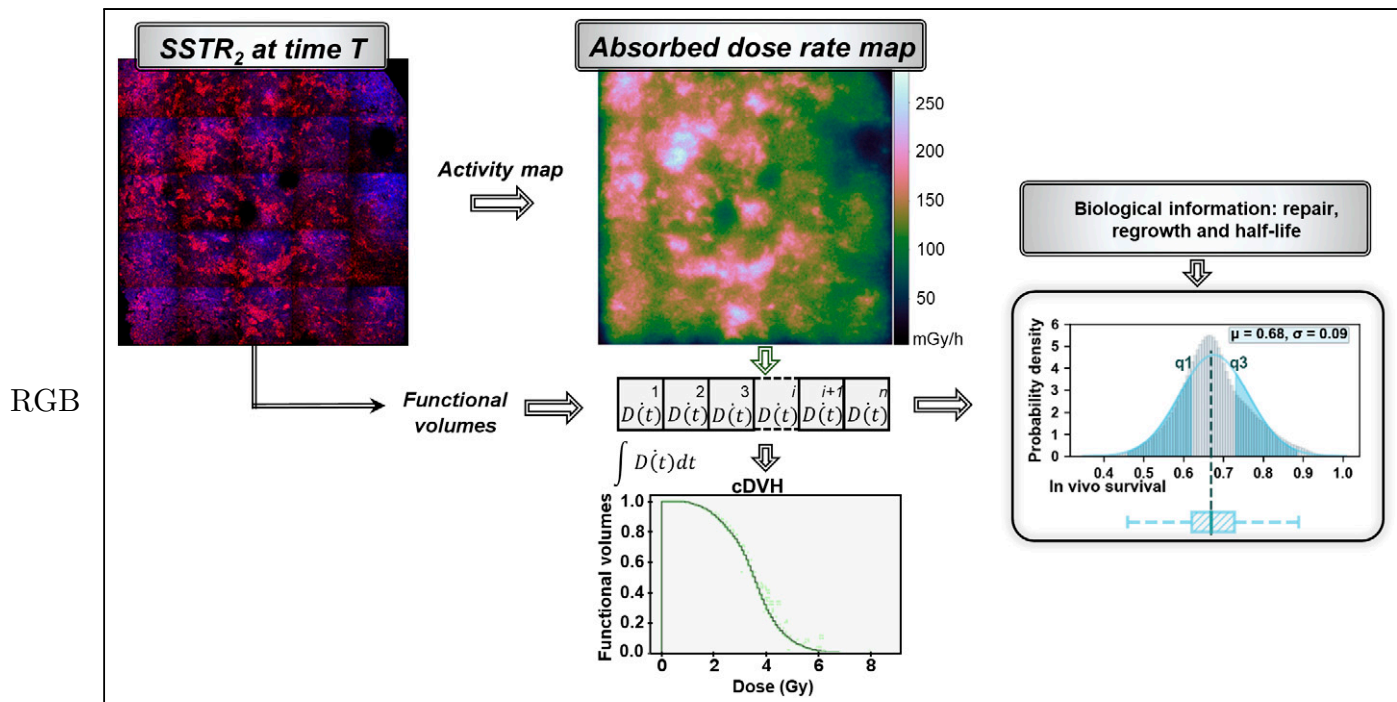 SSTR₂ at time T
Absorbed dose rate map
250
200
150
100
50
mGy/h
Activity map
Biological information: repair,
regrowth and half-life
RGB
Functional
volumes
1 2 3 i i+1 n
Ḋ(t) Ḋ(t) Ḋ(t) Ḋ(t) Ḋ(t) Ḋ(t)
∫ Ḋ(t)dt
cDVH
Functional volumes
1.0
0.8
0.6
0.4
0.2
0.0
0 2 4 6 8
Dose (Gy)
Probability density
6
5
4
3
2
1
0
μ = 0.68, σ = 0.09
q1 q3
0.4 0.5 0.6 0.7 0.8 0.9 1.0
In vivo survival